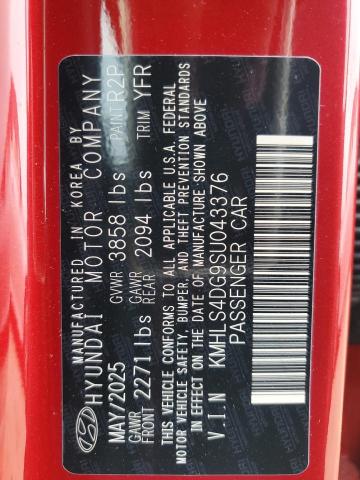 MANUFACTURED IN KOREA BY
HYUNDAI MOTOR COMPANY
MAY/2025 GVWR 3858 lbs PAINT R2P
GAWR FRONT 2271 lbs GAWR REAR 2094 lbs TRIM YFR
THIS VEHICLE CONFORMS TO ALL APPLICABLE U.S.A. FEDERAL
MOTOR VEHICLE SAFETY, BUMPER, AND THEFT PREVENTION STANDARDS
IN EFFECT ON THE DATE OF MANUFACTURE SHOWN ABOVE
V.I.N KMHLS4DG9SU043376
PASSENGER CAR